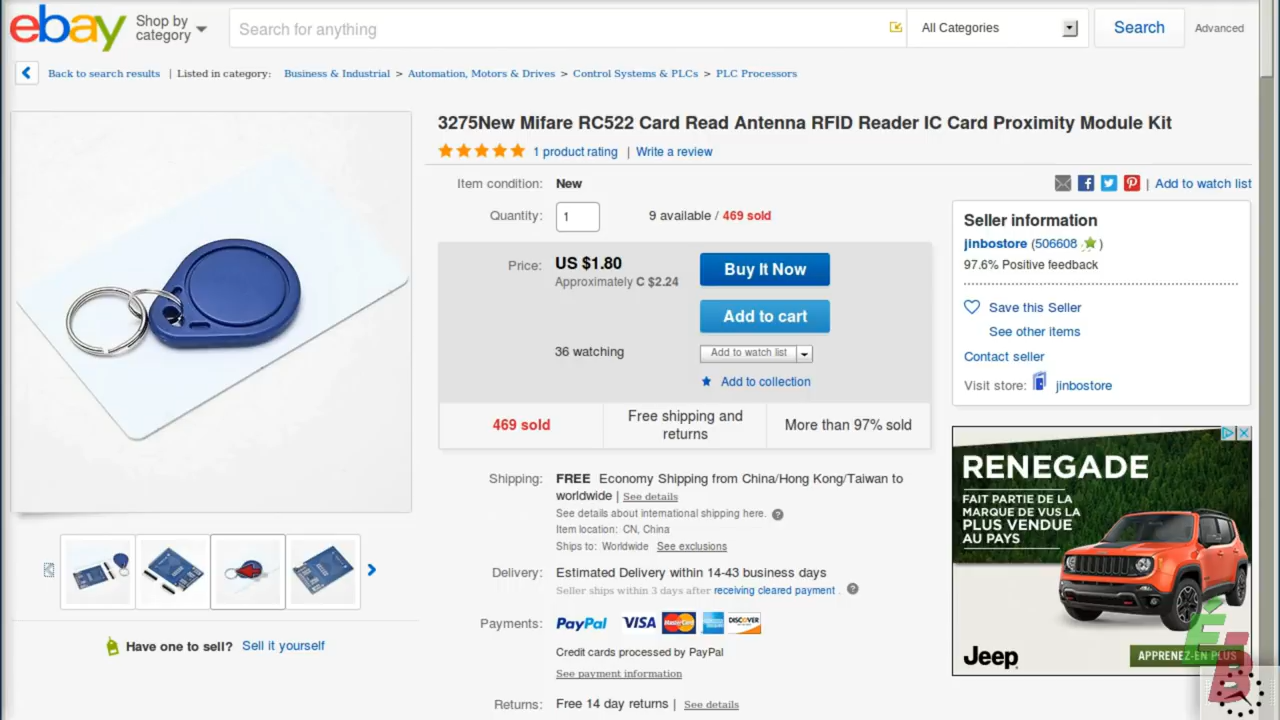 ebay
Shop by
category
Search for anything
All Categories
Search
Advanced
Back to search results | Listed in category: Business & Industrial > Automation, Motors & Drives > Control Systems & PLCs > PLC Processors
3275New Mifare RC522 Card Read Antenna RFID Reader IC Card Proximity Module Kit
1 product rating | Write a review
Item condition: New
| Add to watch list
Quantity: 1 9 available / 469 sold
Price: US $1.80
Approximately C $2.24
Buy It Now
Add to cart
36 watching
Add to watch list
Add to collection
469 sold
Free shipping and
returns
More than 97% sold
Shipping: FREE Economy Shipping from China/Hong Kong/Taiwan to
worldwide | See details
See details about international shipping here.
Item location: CN, China
Ships to: Worldwide See exclusions
Delivery: Estimated Delivery within 14-43 business days
Seller ships within 3 days after receiving cleared payment .
Payments: PayPal VISA MasterCard DISCOVER
Credit cards processed by PayPal
See payment information
Returns: Free 14 day returns | See details
Seller information
jinbostore (506608 )
97.6% Positive feedback
Save this Seller
See other items
Contact seller
Visit store: jinbostore
RENEGADE
FAIT PARTIE DE LA
MARQUE DE VUS LA
PLUS VENDUE
AU PAYS
Jeep
APPRENEZ-EN PLUS
ÉB
Have one to sell? Sell it yourself